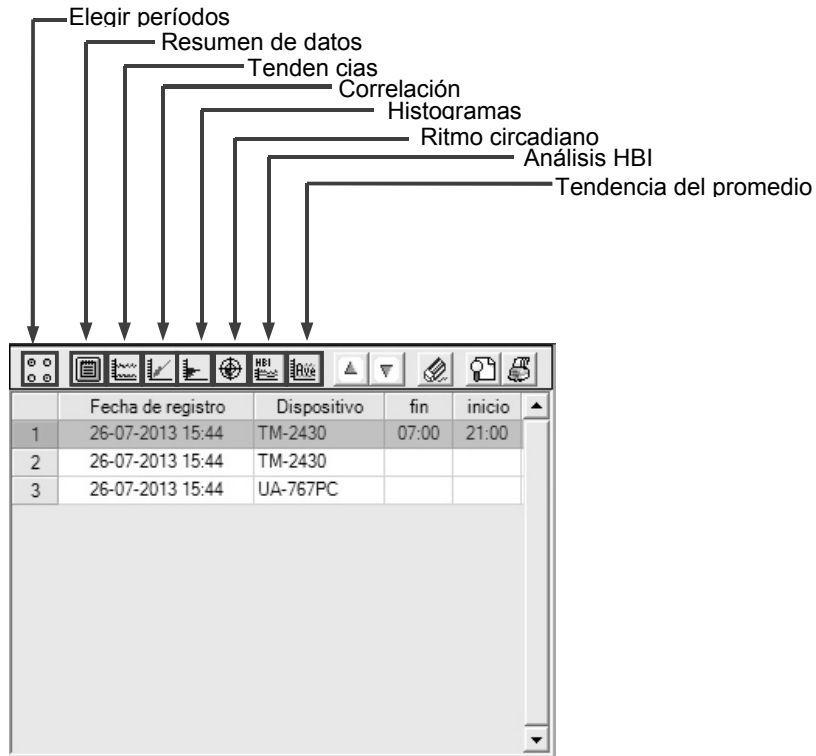 Elegir períodos
Resumen de datos
Tenden cias
Correlación
Histogramas
Ritmo circadiano
Análisis HBI
Tendencia del promedio
HBI Ave
Fecha de registro Dispositivo fin inicio
1 26-07-2013 15:44 TM-2430 07:00 21:00
2 26-07-2013 15:44 TM-2430
3 26-07-2013 15:44 UA-767PC